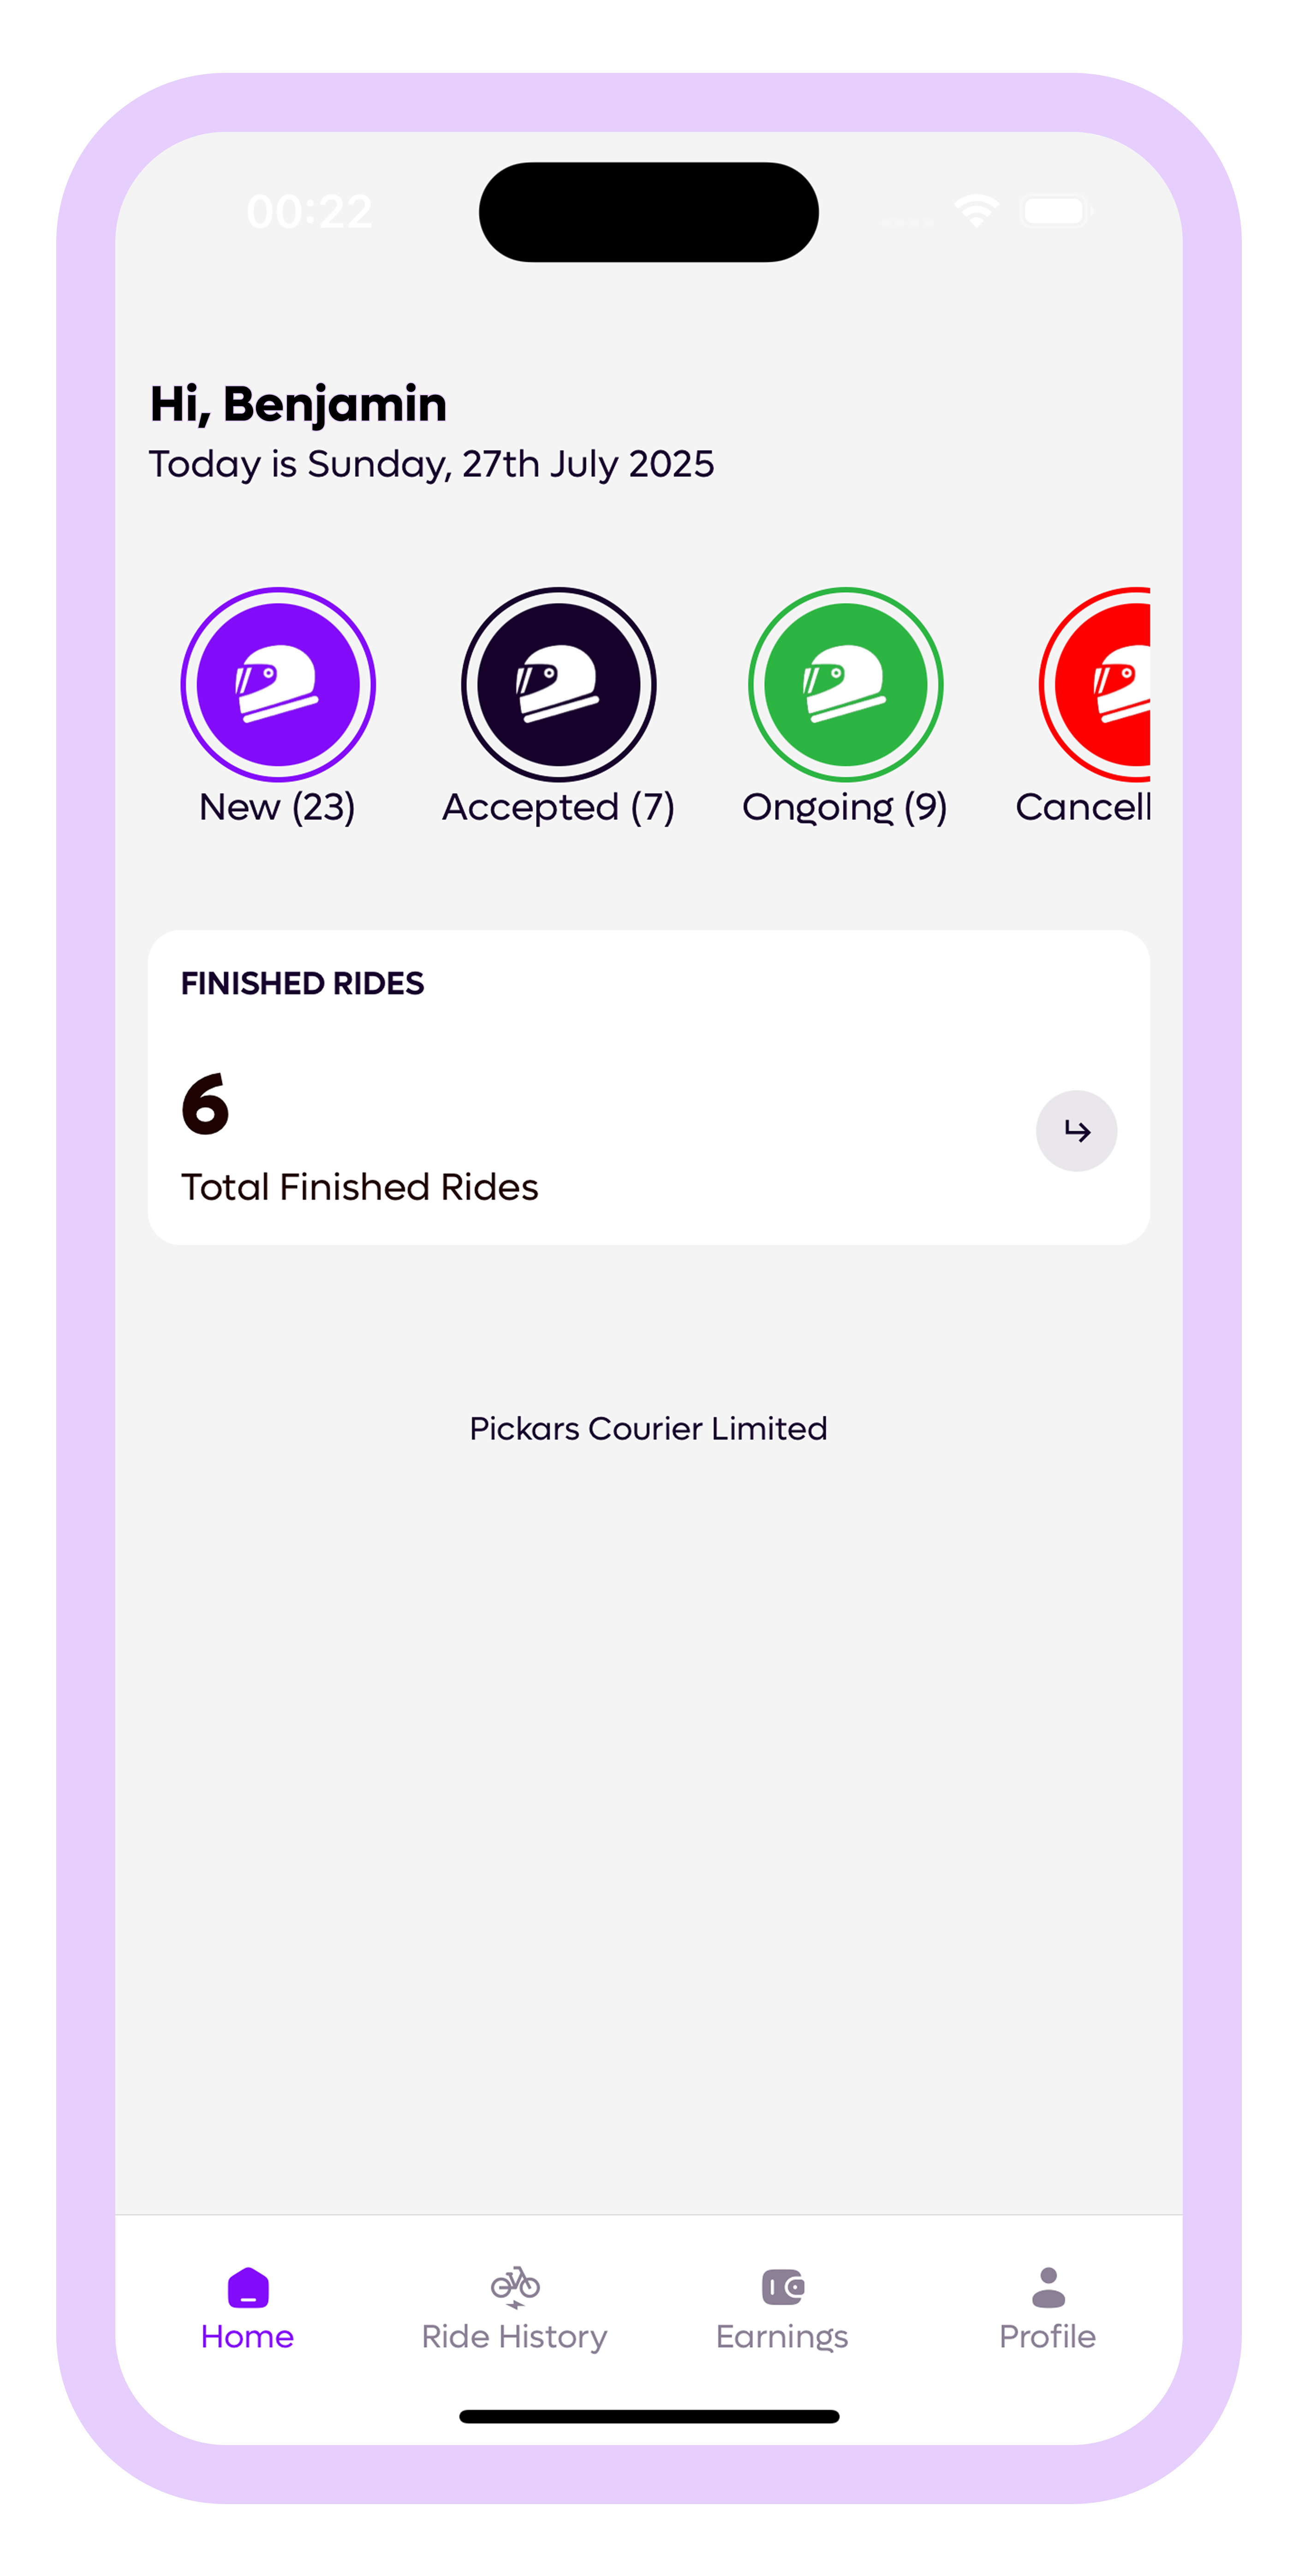 00:22
Hi, Benjamin
Today is Sunday, 27th July 2025
New (23)
Accepted (7)
Ongoing (9)
Cancell
FINISHED RIDES
6
Total Finished Rides
Pickars Courier Limited
Home
Ride History
Earnings
Profile